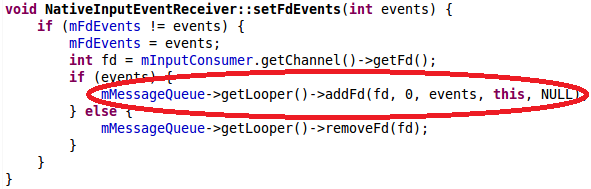 void NativeInputEventReceiver::setFdEvents(int events) {
if (mFdEvents != events) {
mFdEvents = events;
int fd = mInputConsumer.getChannel()->getFd();
if (events) {
mMessageQueue->getLooper()->addFd(fd, 0, events, this, NULL)
} else {
mMessageQueue->getLooper()->removeFd(fd);
}
}
}